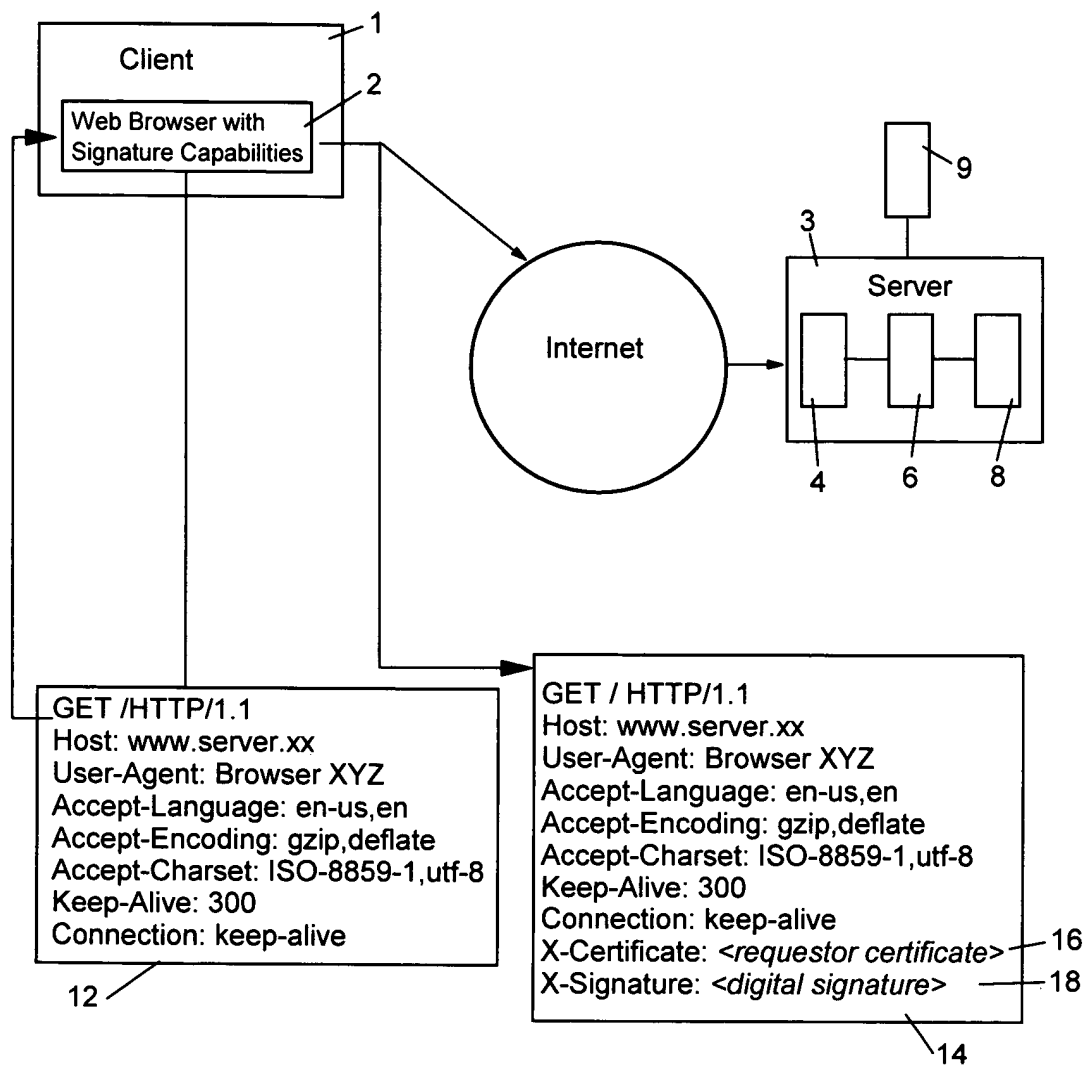 1
Client
2
Web Browser with
Signature Capabilities
9
3
Server
Internet
4
6
8
GET /HTTP/1.1
Host: www.server.xx
User-Agent: Browser XYZ
Accept-Language: en-us,en
Accept-Encoding: gzip,deflate
Accept-Charset: ISO-8859-1,utf-8
Keep-Alive: 300
Connection: keep-alive
12
GET / HTTP/1.1
Host: www.server.xx
User-Agent: Browser XYZ
Accept-Language: en-us,en
Accept-Encoding: gzip,deflate
Accept-Charset: ISO-8859-1,utf-8
Keep-Alive: 300
Connection: keep-alive
X-Certificate: <requestor certificate>
16
X-Signature: <digital signature>
18
14